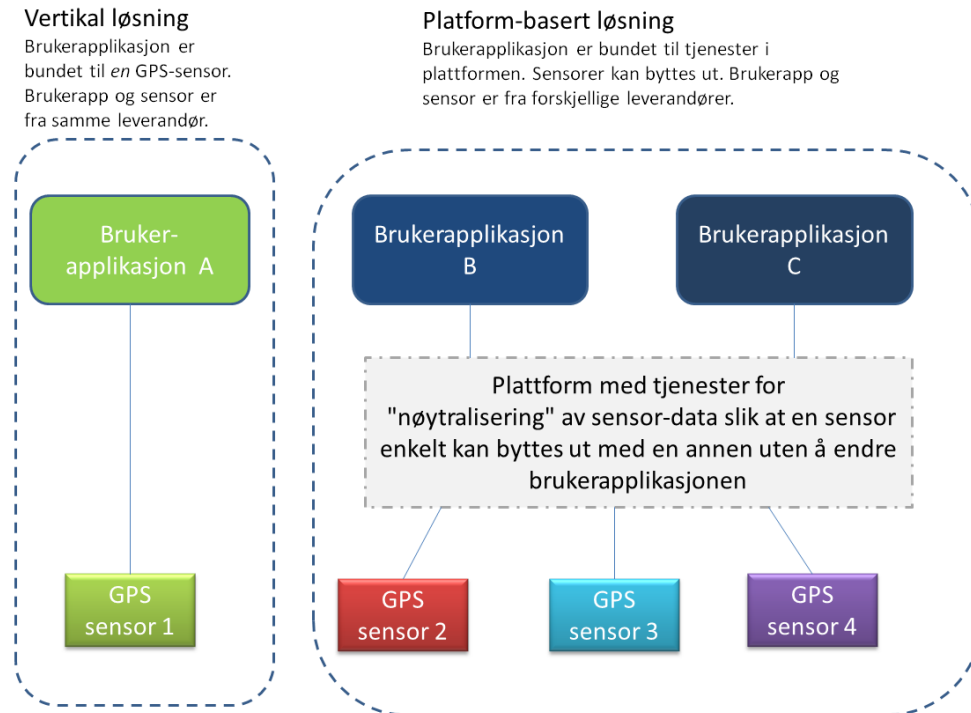 Vertikal løsning
Brukerapplikasjon er
bundet til en GPS-sensor.
Brukerapp og sensor er
fra samme leverandør.
Platform-basert løsning
Brukerapplikasjon er bundet til tjenester i
plattformen. Sensorer kan byttes ut. Brukerapp og
sensor er fra forskjellige leverandører.
Bruker-
applikasjon A
Brukerapplikasjon
B
Brukerapplikasjon
C
Plattform med tjenester for
"nøytralisering" av sensor-data slik at en sensor
enkelt kan byttes ut med en annen uten å endre
brukerapplikasjonen
GPS
sensor 1
GPS
sensor 2
GPS
sensor 3
GPS
sensor 4